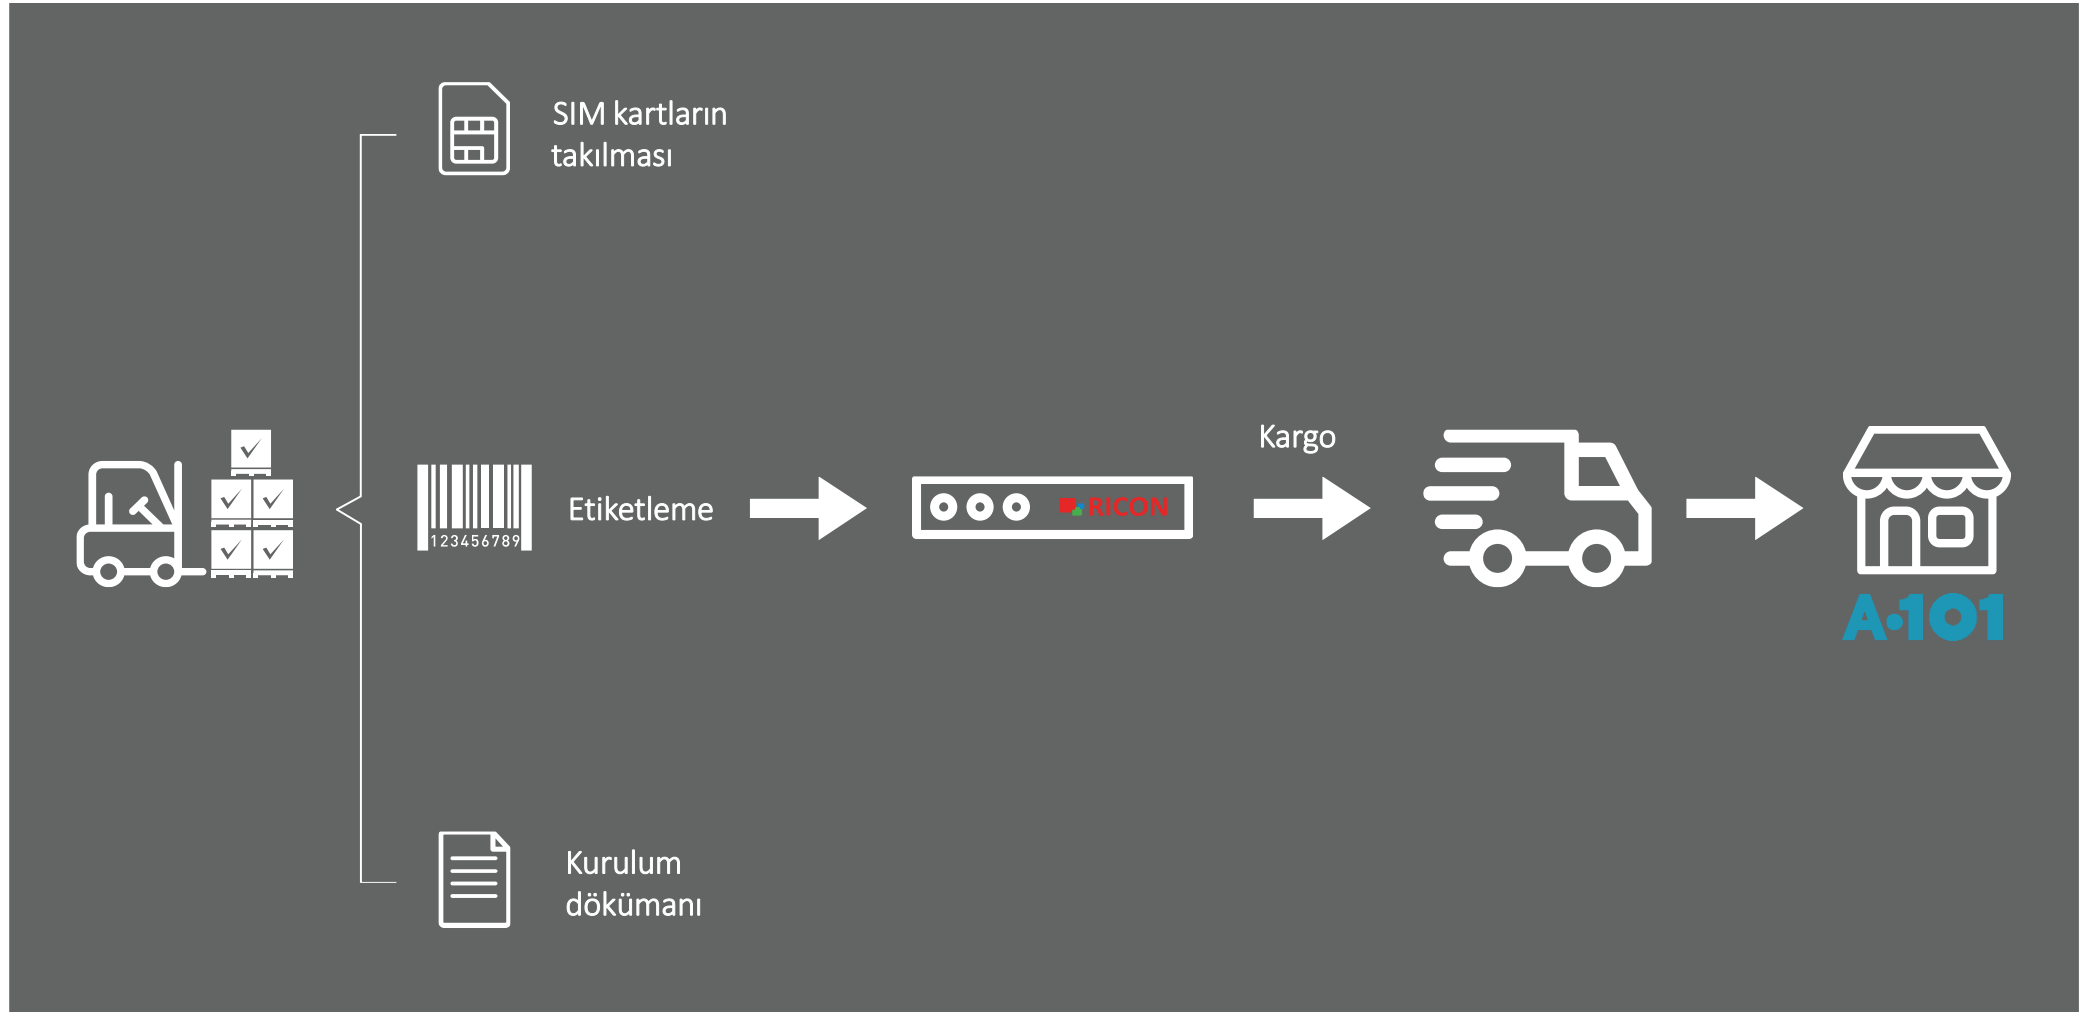 SIM kartların
takılması
Kargo
123456789
Etiketleme
RICON
A•101
Kurulum
dökümanı